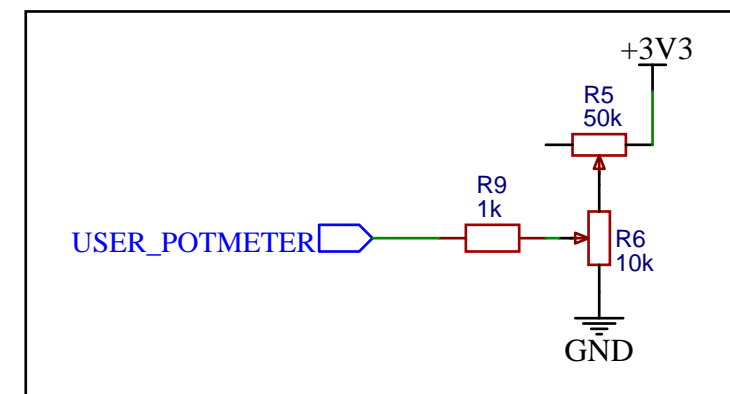 +3V3
R5
50k
R9
1k
USER_POTMETER
R6
10k
GND